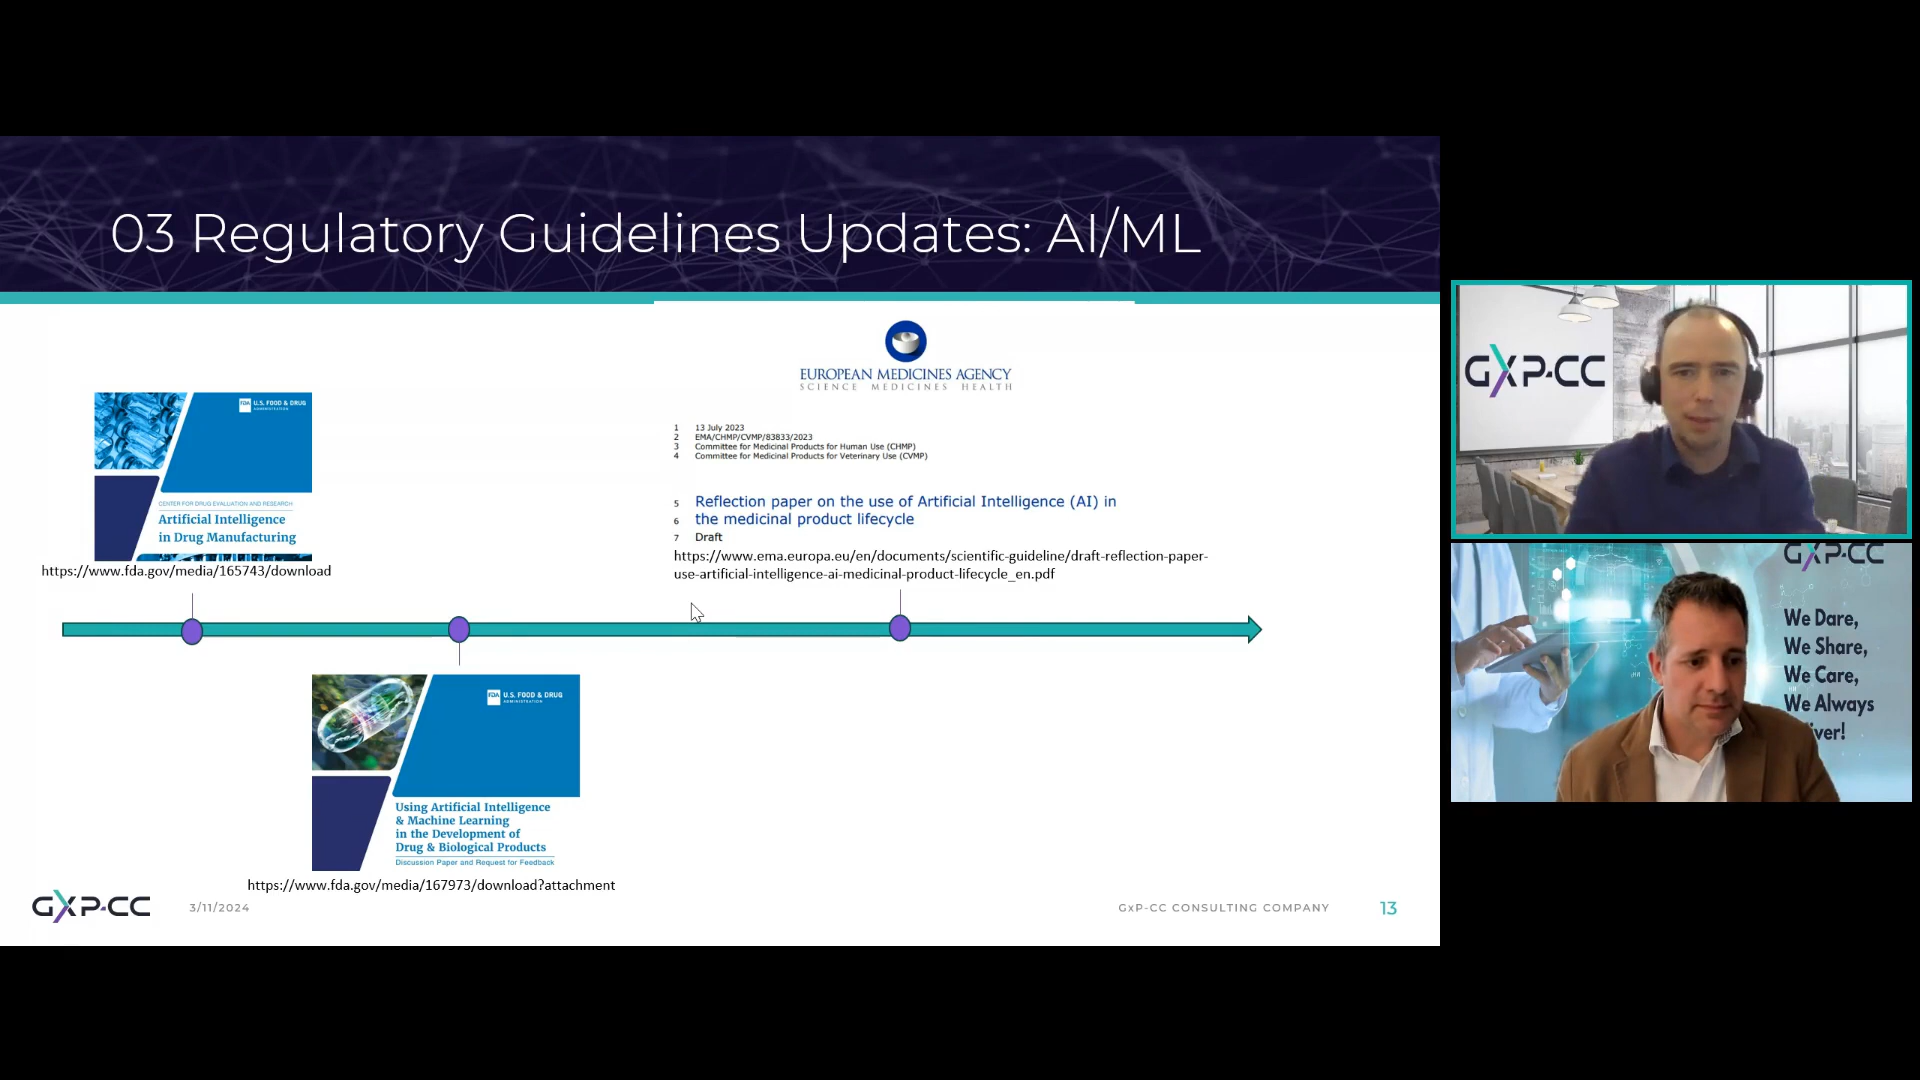 03 Regulatory Guidelines Updates: AI/ML
EUROPEAN MEDICINES AGENCY
SCIENCE MEDICINES HEALTH
FDA U.S. FOOD & DRUG
ADMINISTRATION
CENTER FOR DRUG EVALUATION AND RESEARCH
Artificial Intelligence
in Drug Manufacturing
https://www.fda.gov/media/165743/download
1 13 July 2023
2 EMA/CHMP/CVMP/83833/2023
3 Committee for Medicinal Products for Human Use (CHMP)
4 Committee for Medicinal Products for Veterinary Use (CVMP)
5 Reflection paper on the use of Artificial Intelligence (AI) in
6 the medicinal product lifecycle
7 Draft
https://www.ema.europa.eu/en/documents/scientific-guideline/draft-reflection-paper-
use-artificial-intelligence-ai-medicinal-product-lifecycle_en.pdf
FDA U.S. FOOD & DRUG
ADMINISTRATION
Using Artificial Intelligence
& Machine Learning
in the Development of
Drug & Biological Products
Discussion Paper and Request for Feedback
https://www.fda.gov/media/167973/download?attachment
GXP-CC
3/11/2024
GxP-CC CONSULTING COMPANY
13
GXP-CC
GXP-CC
We Dare,
We Share,
We Care,
We Always
iver!